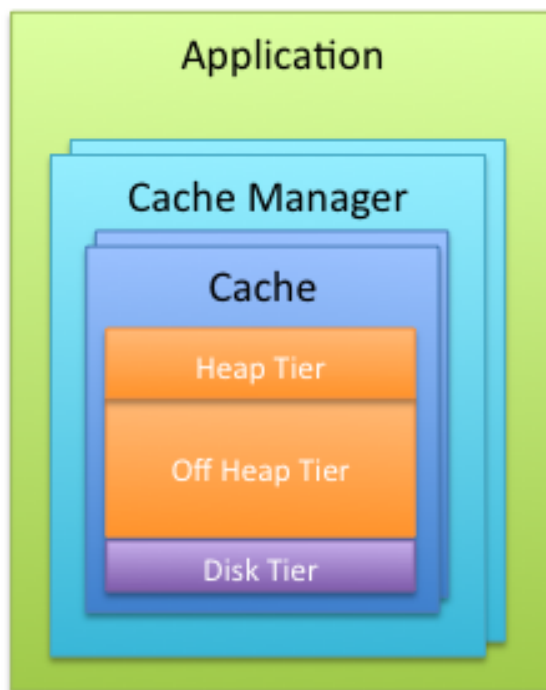 Application
Cache Manager
Cache
Heap Tier
Off Heap Tier
Disk Tier